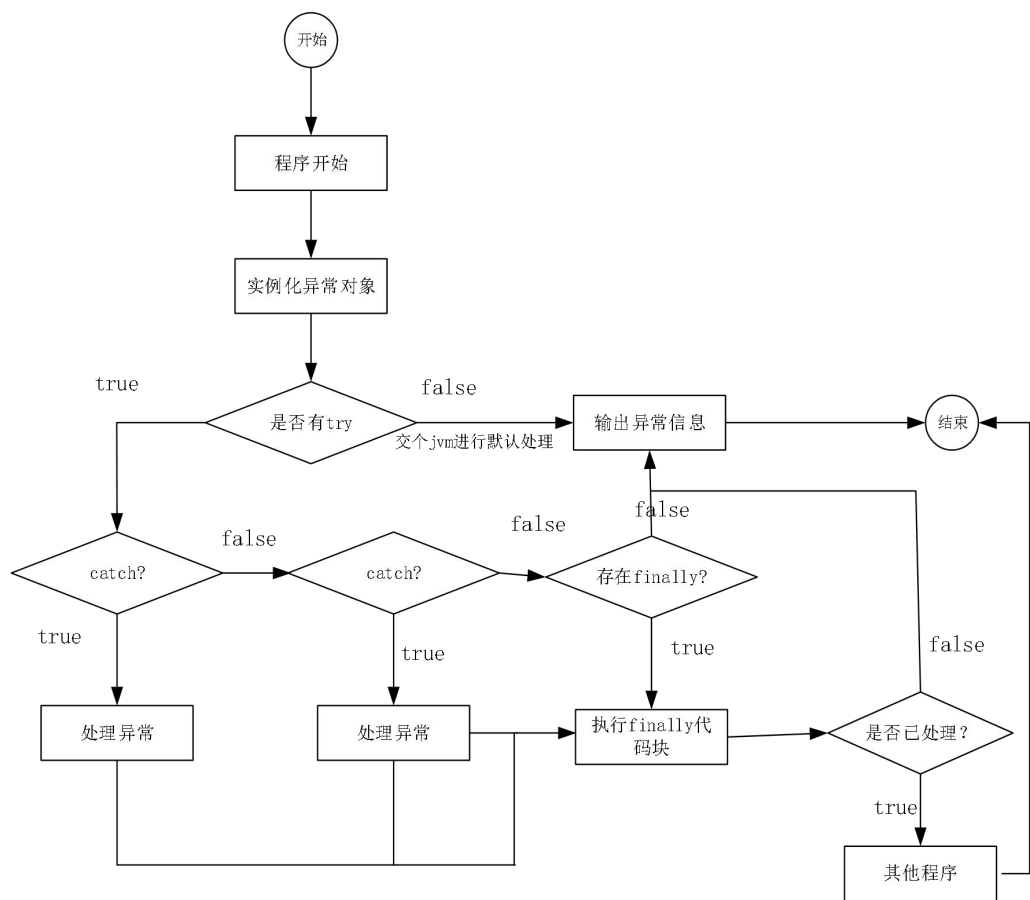 开始
程序开始
实例化异常对象
true
false
是否有try
交个jvm进行默认处理
输出异常信息
结束
catch?
false
catch?
false
false
存在finally?
true
true
true
false
处理异常
处理异常
执行finally代
码块
是否已处理?
true
其他程序